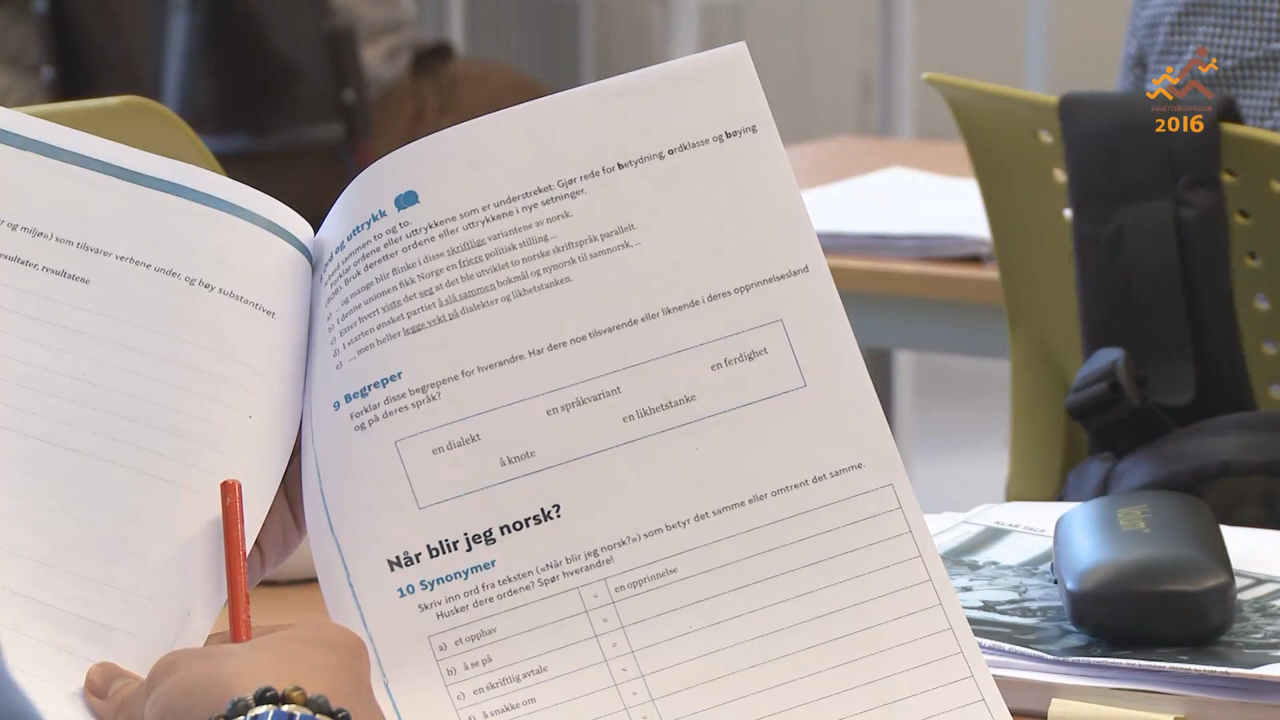 r og miljø») som tilsvarer verbene under, og bøy substantivet.
esultater, resultatene
ord og uttrykk
Arbeid sammen to og to.
Forklar ordene eller uttrykkene som er understreket: Gjør rede for betydning, ordklasse og bøying
(BOB). Bruk deretter ordene eller uttrykkene i nye setninger.
a) ... og mange blir flinke i disse skriftlige variantene av norsk.
b) I denne unionen fikk Norge en friere politisk stilling ...
c) Etter hvert viste det seg at det ble utviklet to norske skriftspråk parallelt.
d) I starten ønsket partiet å slå sammen bokmål og nynorsk til samnorsk, ...
e) ... men heller legge vekt på dialekter og likhetstanken.
9 Begreper
Forklar disse begrepene for hverandre. Har dere noe tilsvarende eller liknende i deres opprinnelsesland
og på deres språk?
en dialekt
en språkvariant
en ferdighet
å knote
en likhetstanke
Når blir jeg norsk?
10 Synonymer
Skriv inn ord fra teksten («Når blir jeg norsk?») som betyr det samme eller omtrent det samme.
Husker dere ordene? Spør hverandre!
a) et opphav = en opprinnelse
b) å se på =
c) en skriftlig avtale =
d) å snakke om =
=
BOSETTINGSPRISEN
2016
KLAR TALE